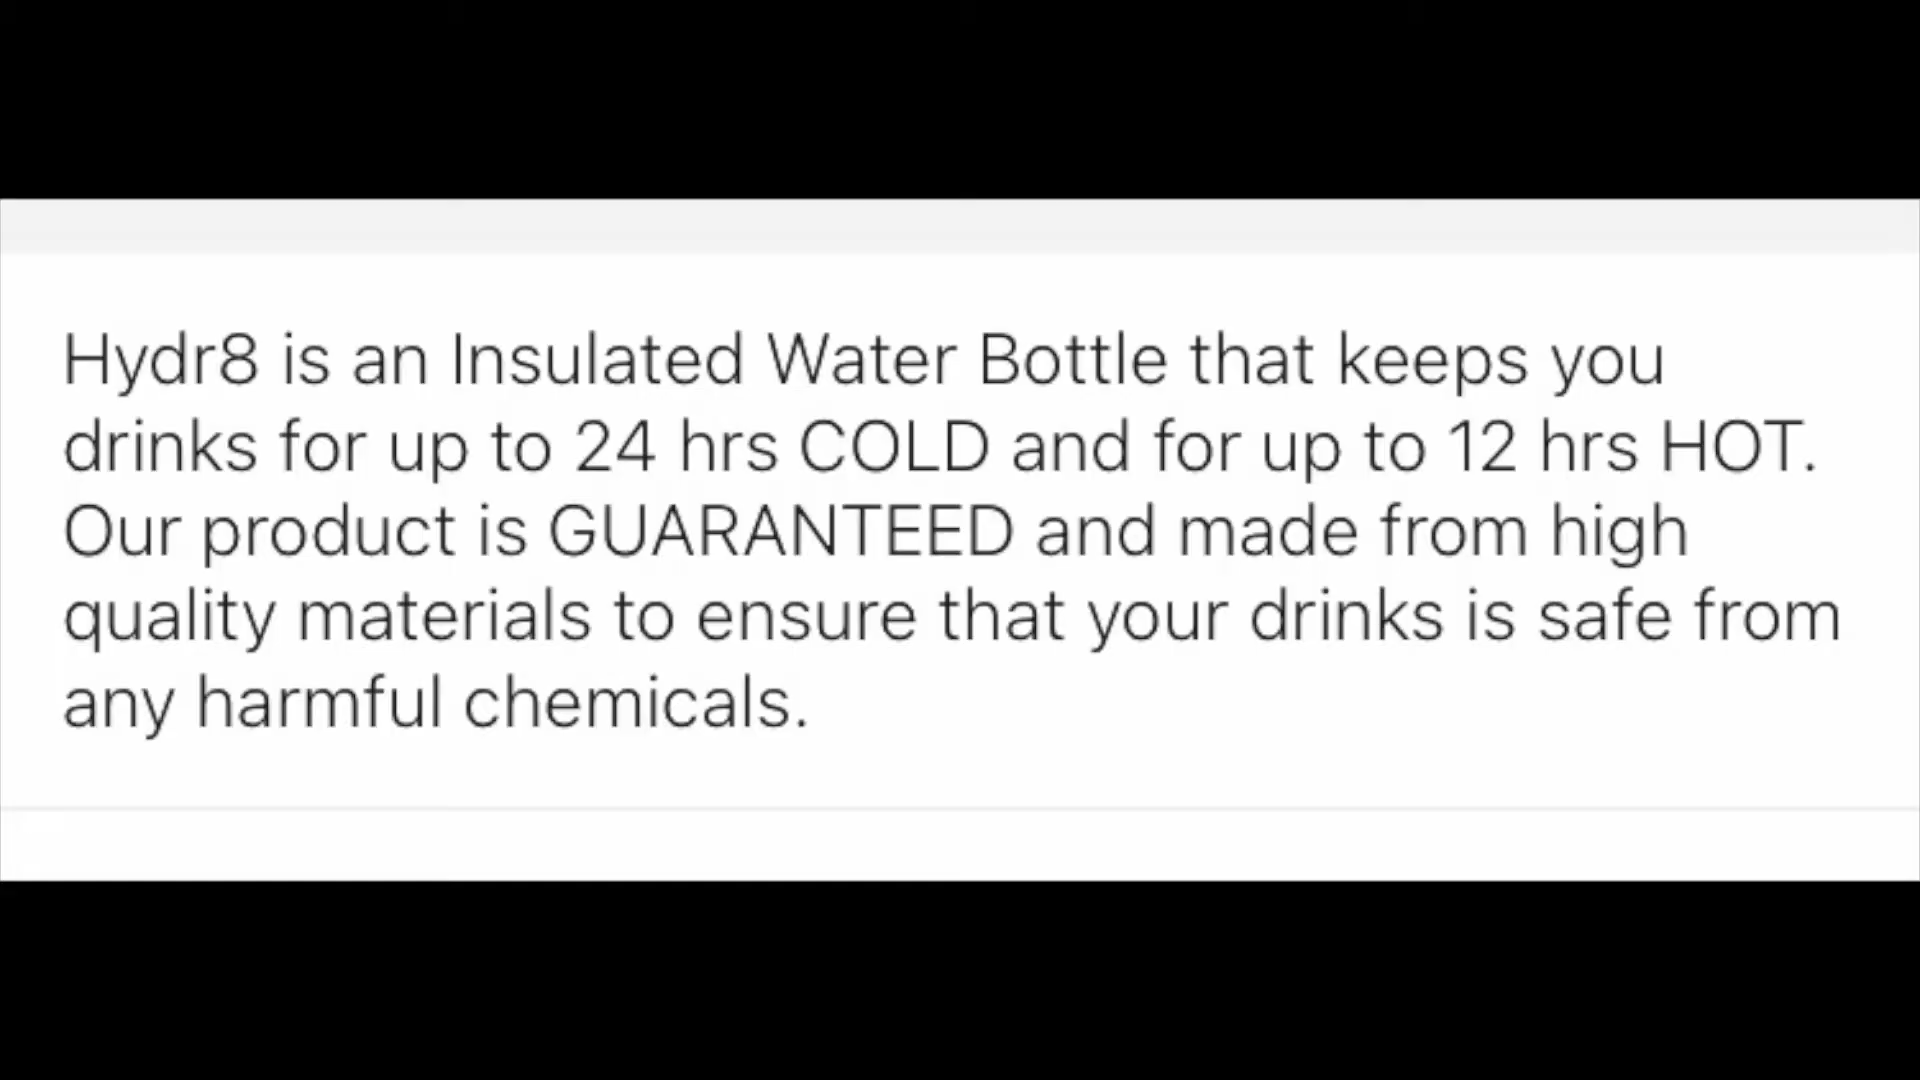 Hydr8 is an Insulated Water Bottle that keeps you
drinks for up to 24 hrs COLD and for up to 12 hrs HOT.
Our product is GUARANTEED and made from high
quality materials to ensure that your drinks is safe from
any harmful chemicals.